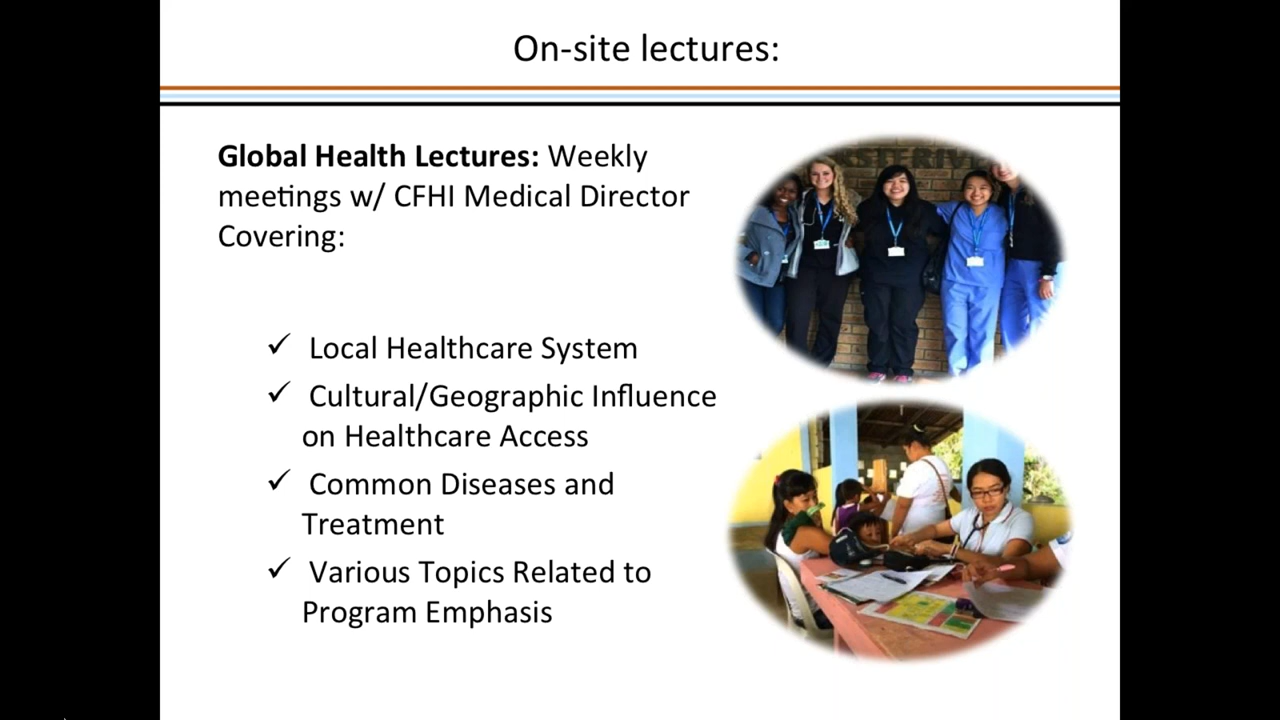 On-site lectures:
Global Health Lectures: Weekly
meetings w/ CFHI Medical Director
Covering:
✓ Local Healthcare System
✓ Cultural/Geographic Influence
on Healthcare Access
✓ Common Diseases and
Treatment
✓ Various Topics Related to
Program Emphasis